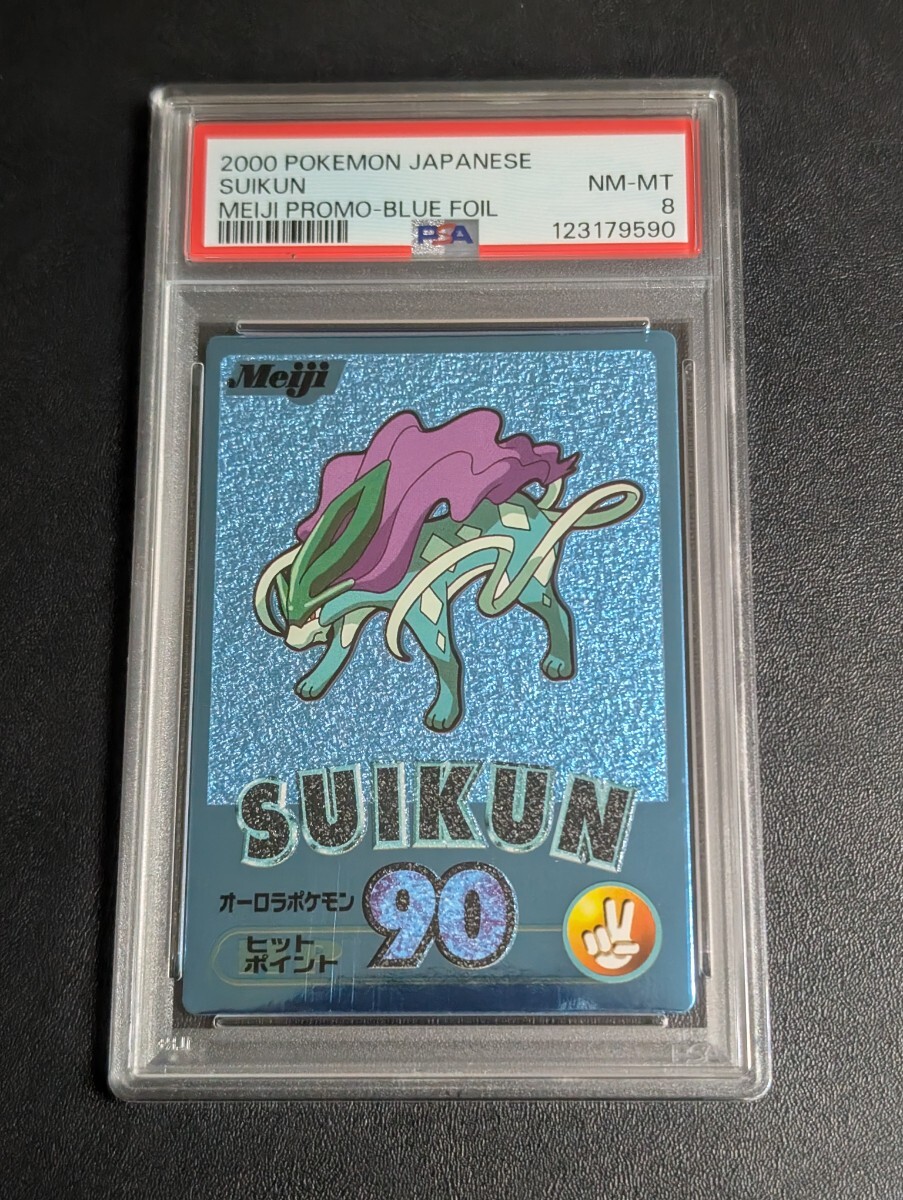 2000 POKEMON JAPANESE
SUIKUN NM-MT
MEIJI PROMO-BLUE FOIL 8
PSA 123179590
Meiji
SUIKUN
オーロラポケモン 90
ヒット
ポイント